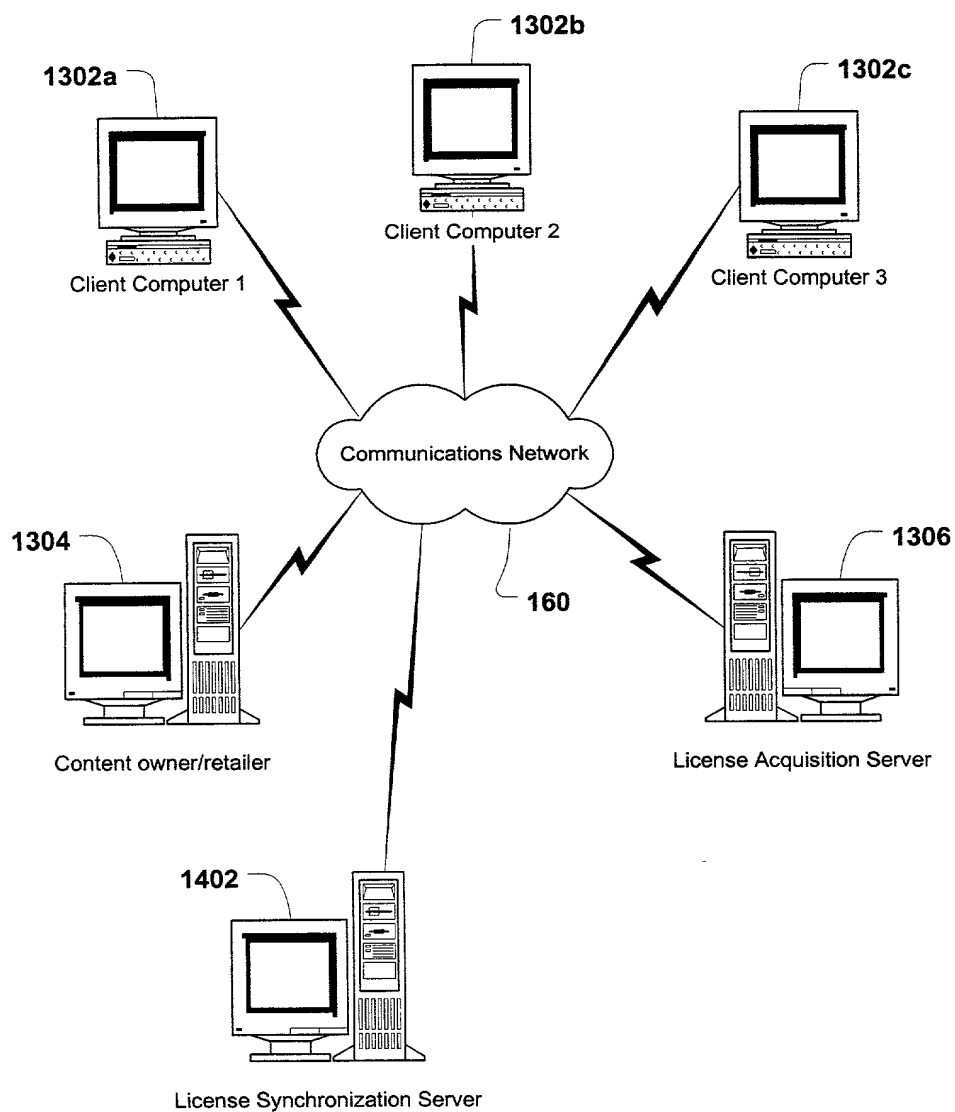 1302b
1302a
1302c
Client Computer 2
Client Computer 1
Client Computer 3
Communications Network
1304
1306
160
Content owner/retailer
License Acquisition Server
1402
License Synchronization Server